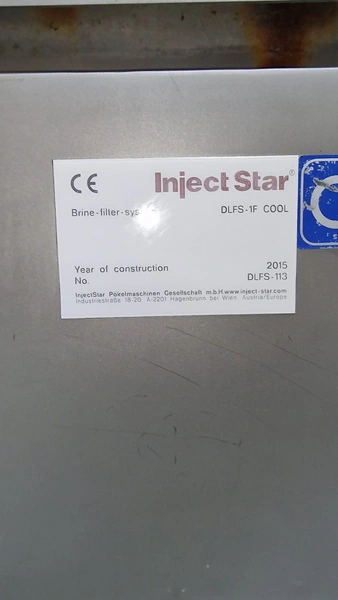 CE Inject Star®
Brine-filter- DLFS-1F COOL
Year of construction 2015
No. DLFS-113
InjectStar Pökelmaschinen Gesellschaft m.b.H. www.inject-star.com
Industriestraße 18-20, A-2201 Hagenbrunn bei Wien, Austria/Europe